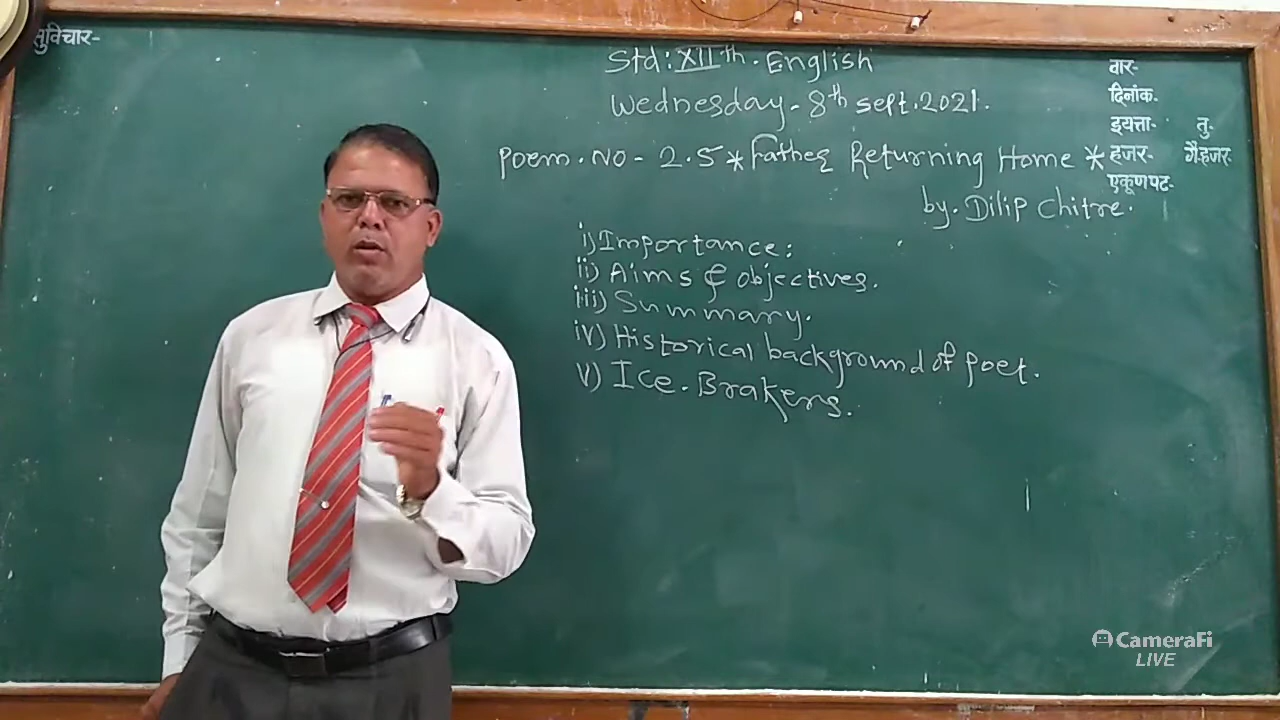 सुविचार-
Std: XIIth. English
Wednesday- 8th sept. 2021.
Poem. No - 2.5 * Father Returning Home *
by. Dilip Chitre.
i) Importance:
ii) Aims & objectives.
iii) Summary.
iv) Historical background of poet.
v) Ice. Brakers.
वार-
दिनांक-
इयत्ता- तु-
हजर- गैहजर-
एकूणपट-
CameraFi
LIVE